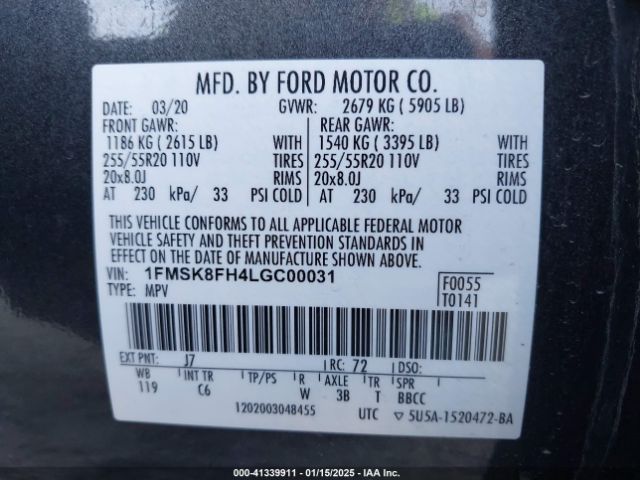 MFD. BY FORD MOTOR CO.
DATE: 03/20 GVWR: 2679 KG ( 5905 LB)
FRONT GAWR: REAR GAWR:
1186 KG ( 2615 LB) WITH 1540 KG ( 3395 LB) WITH
255/55R20 110V TIRES 255/55R20 110V TIRES
20x8.0J RIMS 20x8.0J RIMS
AT 230 kPa/ 33 PSI COLD AT 230 kPa/ 33 PSI COLD
THIS VEHICLE CONFORMS TO ALL APPLICABLE FEDERAL MOTOR
VEHICLE SAFETY AND THEFT PREVENTION STANDARDS
IN EFFECT ON THE DATE OF MANUFACTURE SHOWN ABOVE.
VIN: 1FMSK8FH4LGC00031 F0055
TYPE: MPV T0141
EXT PNT: J7 RC: 72 DSO:
WB INT TR TP/PS R AXLE TR SPR
119 C6 W 3B T BBCC
1202003048455 UTC 5U5A-1520472-BA
000-41339911 - 01/15/2025 - IAAI.COM